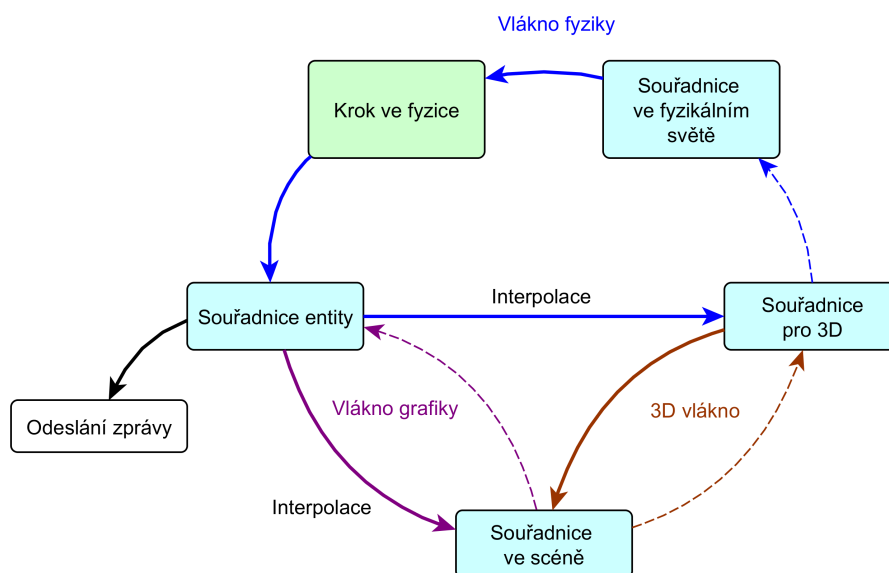 Vlákno fyziky
Krok ve fyzice
Souřadnice
ve fyzikálním
světě
Souřadnice entity
Interpolace
Souřadnice
pro 3D
Odeslání zprávy
Vlákno grafiky
3D vlákno
Interpolace
Souřadnice
ve scéně